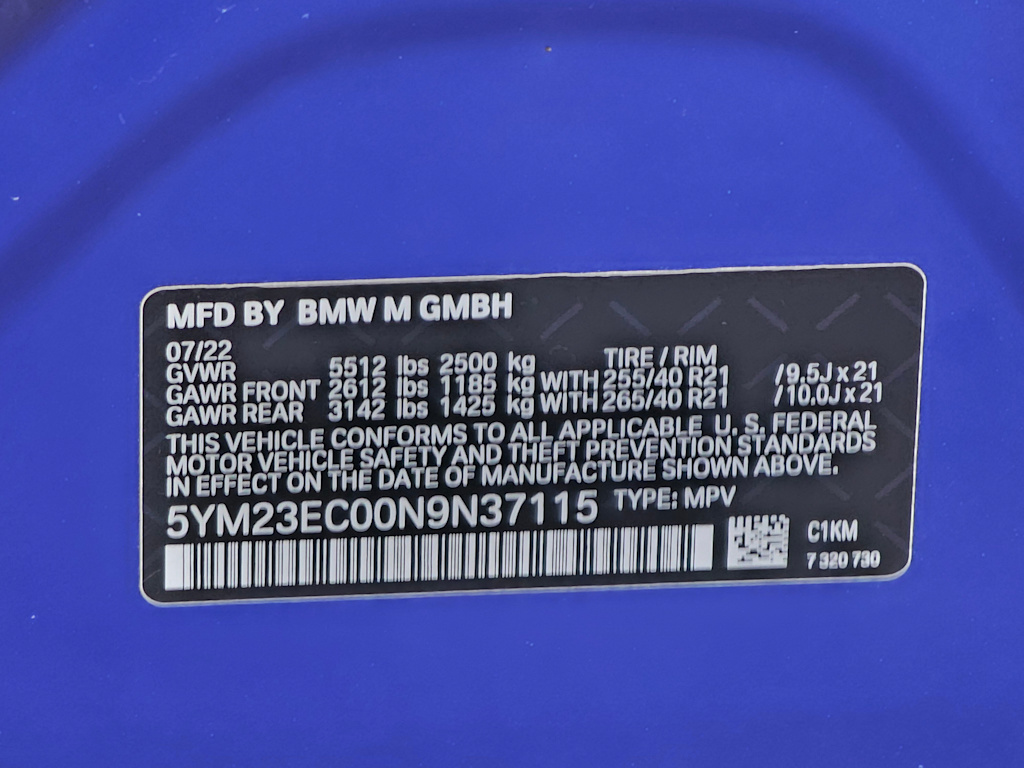 MFD BY BMW M GMBH
07/22 TIRE / RIM
GVWR 5512 lbs 2500 kg
GAWR FRONT 2612 lbs 1185 kg WITH 255/40 R21 /9.5J x 21
GAWR REAR 3142 lbs 1425 kg WITH 265/40 R21 /10.0J x 21
THIS VEHICLE CONFORMS TO ALL APPLICABLE U. S. FEDERAL
MOTOR VEHICLE SAFETY AND THEFT PREVENTION STANDARDS
IN EFFECT ON THE DATE OF MANUFACTURE SHOWN ABOVE.
5YM23EC00N9N37115 TYPE: MPV
C1KM
7 320 730